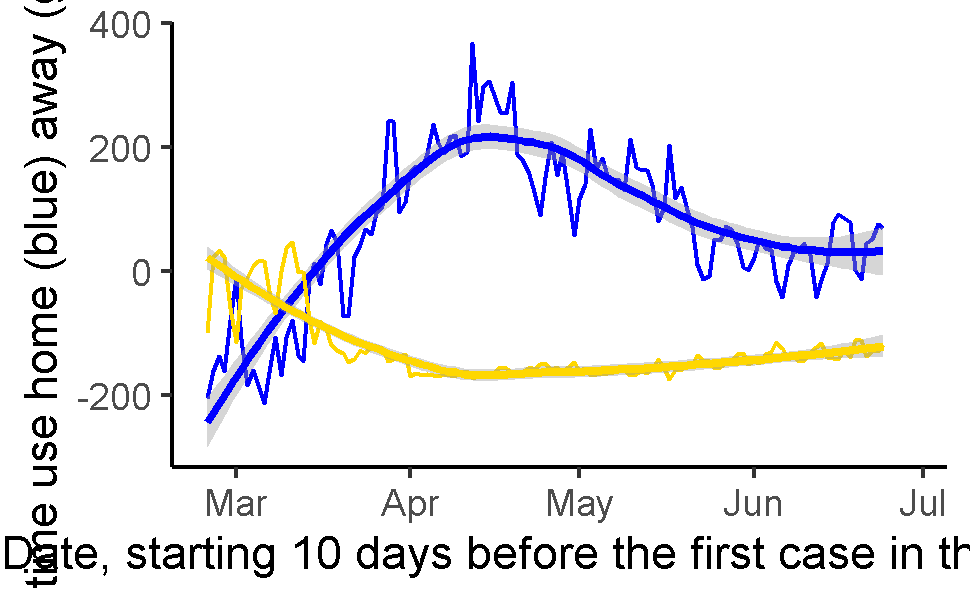 time use home (blue) away (
400
200
0
-200
Mar Apr May Jun Jul
Date, starting 10 days before the first case in th